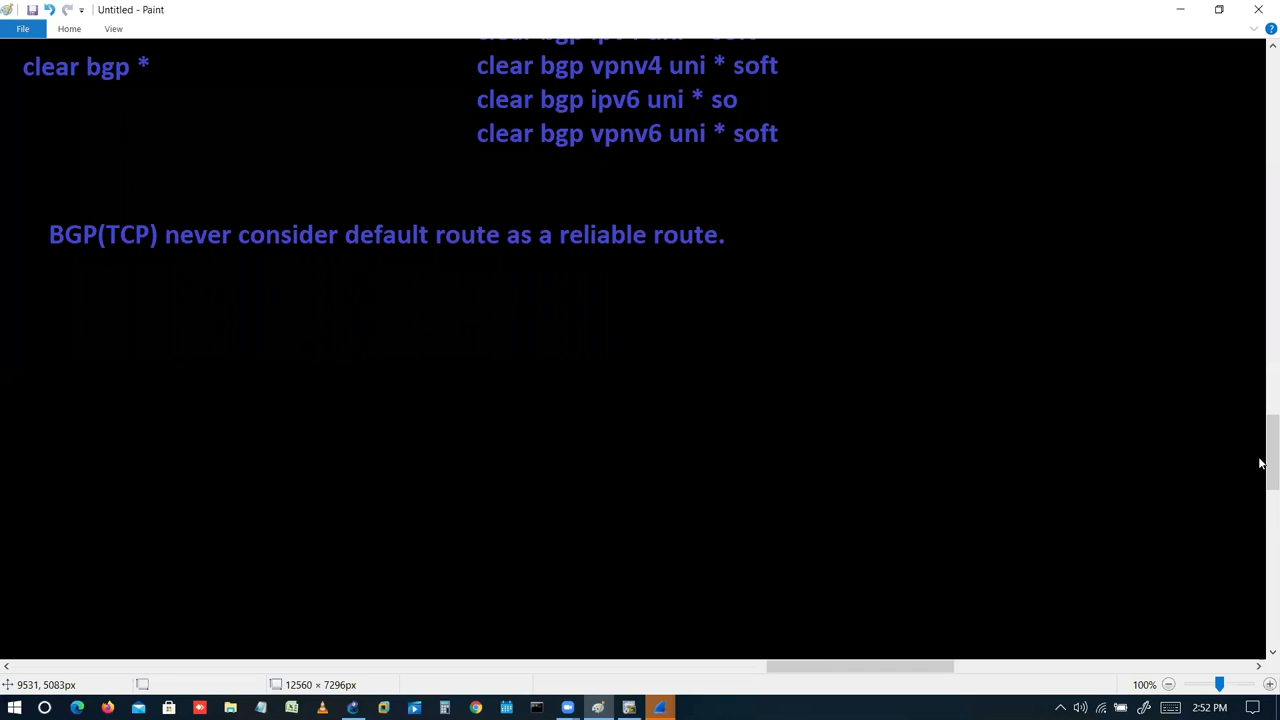 Untitled - Paint
File
Home
View
clear bgp *
clear bgp vpnv4 uni * soft
clear bgp ipv6 uni * so
clear bgp vpnv6 uni * soft
BGP(TCP) never consider default route as a reliable route.
9531, 5083px
12560 × 7296px
100%
2:52 PM